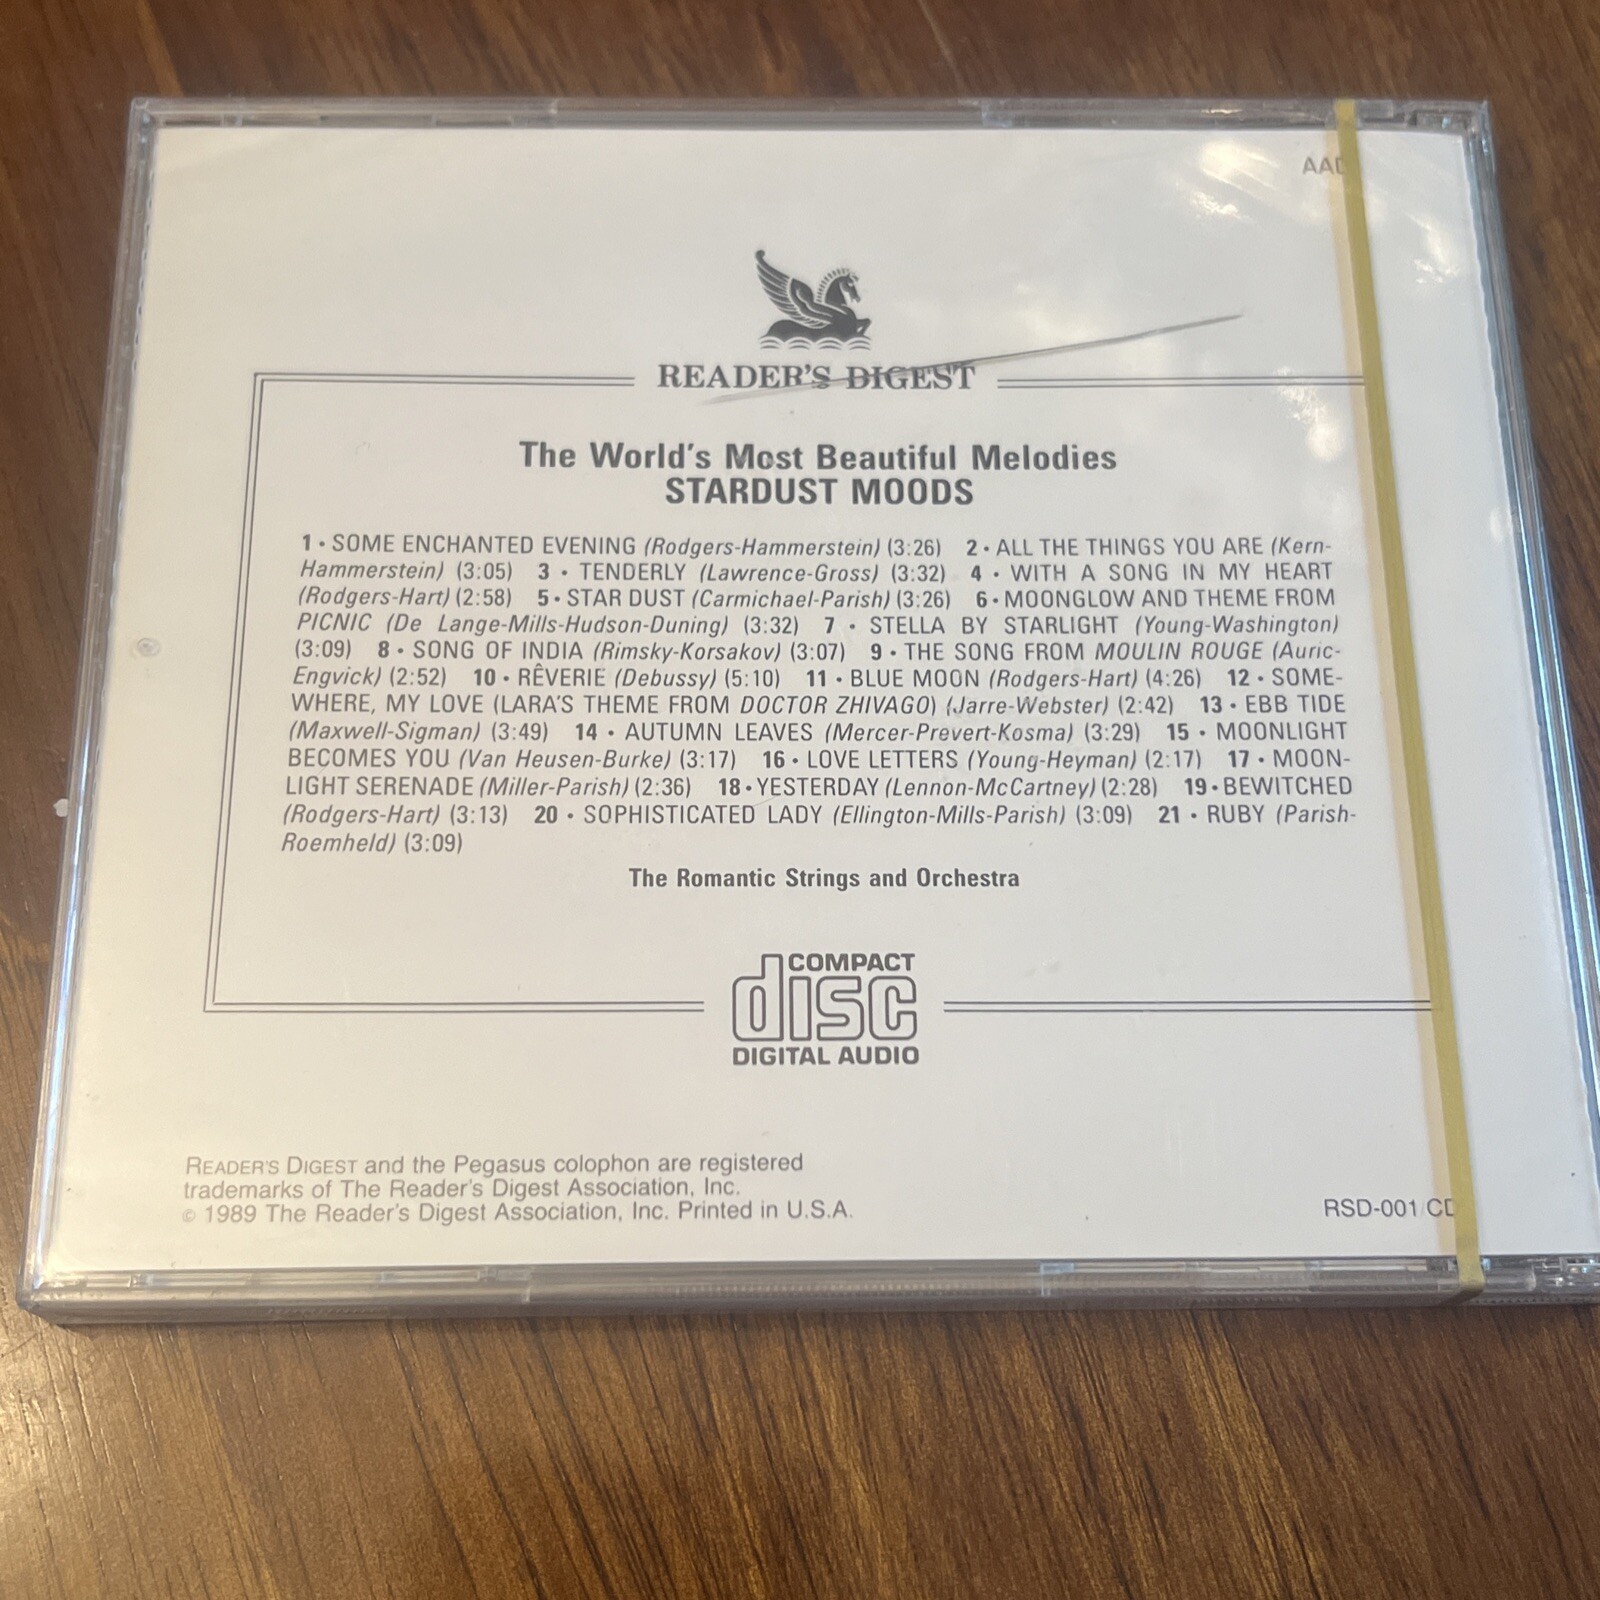 AAD
READER'S DIGEST
The World's Most Beautiful Melodies
STARDUST MOODS
1 • SOME ENCHANTED EVENING (Rodgers-Hammerstein) (3:26) 2 • ALL THE THINGS YOU ARE (Kern-
Hammerstein) (3:05) 3 • TENDERLY (Lawrence-Gross) (3:32) 4 • WITH A SONG IN MY HEART
(Rodgers-Hart) (2:58) 5 • STAR DUST (Carmichael-Parish) (3:26) 6 • MOONGLOW AND THEME FROM
PICNIC (De Lange-Mills-Hudson-Duning) (3:32) 7 • STELLA BY STARLIGHT (Young-Washington)
(3:09) 8 • SONG OF INDIA (Rimsky-Korsakov) (3:07) 9 • THE SONG FROM MOULIN ROUGE (Auric-
Engvick) (2:52) 10 • RÊVERIE (Debussy) (5:10) 11 • BLUE MOON (Rodgers-Hart) (4:26) 12 • SOME-
WHERE, MY LOVE (LARA'S THEME FROM DOCTOR ZHIVAGO) (Jarre-Webster) (2:42) 13 • EBB TIDE
(Maxwell-Sigman) (3:49) 14 • AUTUMN LEAVES (Mercer-Prevert-Kosma) (3:29) 15 • MOONLIGHT
BECOMES YOU (Van Heusen-Burke) (3:17) 16 • LOVE LETTERS (Young-Heyman) (2:17) 17 • MOON-
LIGHT SERENADE (Miller-Parish) (2:36) 18 • YESTERDAY (Lennon-McCartney) (2:28) 19 • BEWITCHED
(Rodgers-Hart) (3:13) 20 • SOPHISTICATED LADY (Ellington-Mills-Parish) (3:09) 21 • RUBY (Parish-
Roemheld) (3:09)
The Romantic Strings and Orchestra
COMPACT
disc
DIGITAL AUDIO
READER'S DIGEST and the Pegasus colophon are registered
trademarks of The Reader's Digest Association, Inc.
© 1989 The Reader's Digest Association, Inc. Printed in U.S.A.
RSD-001 CD